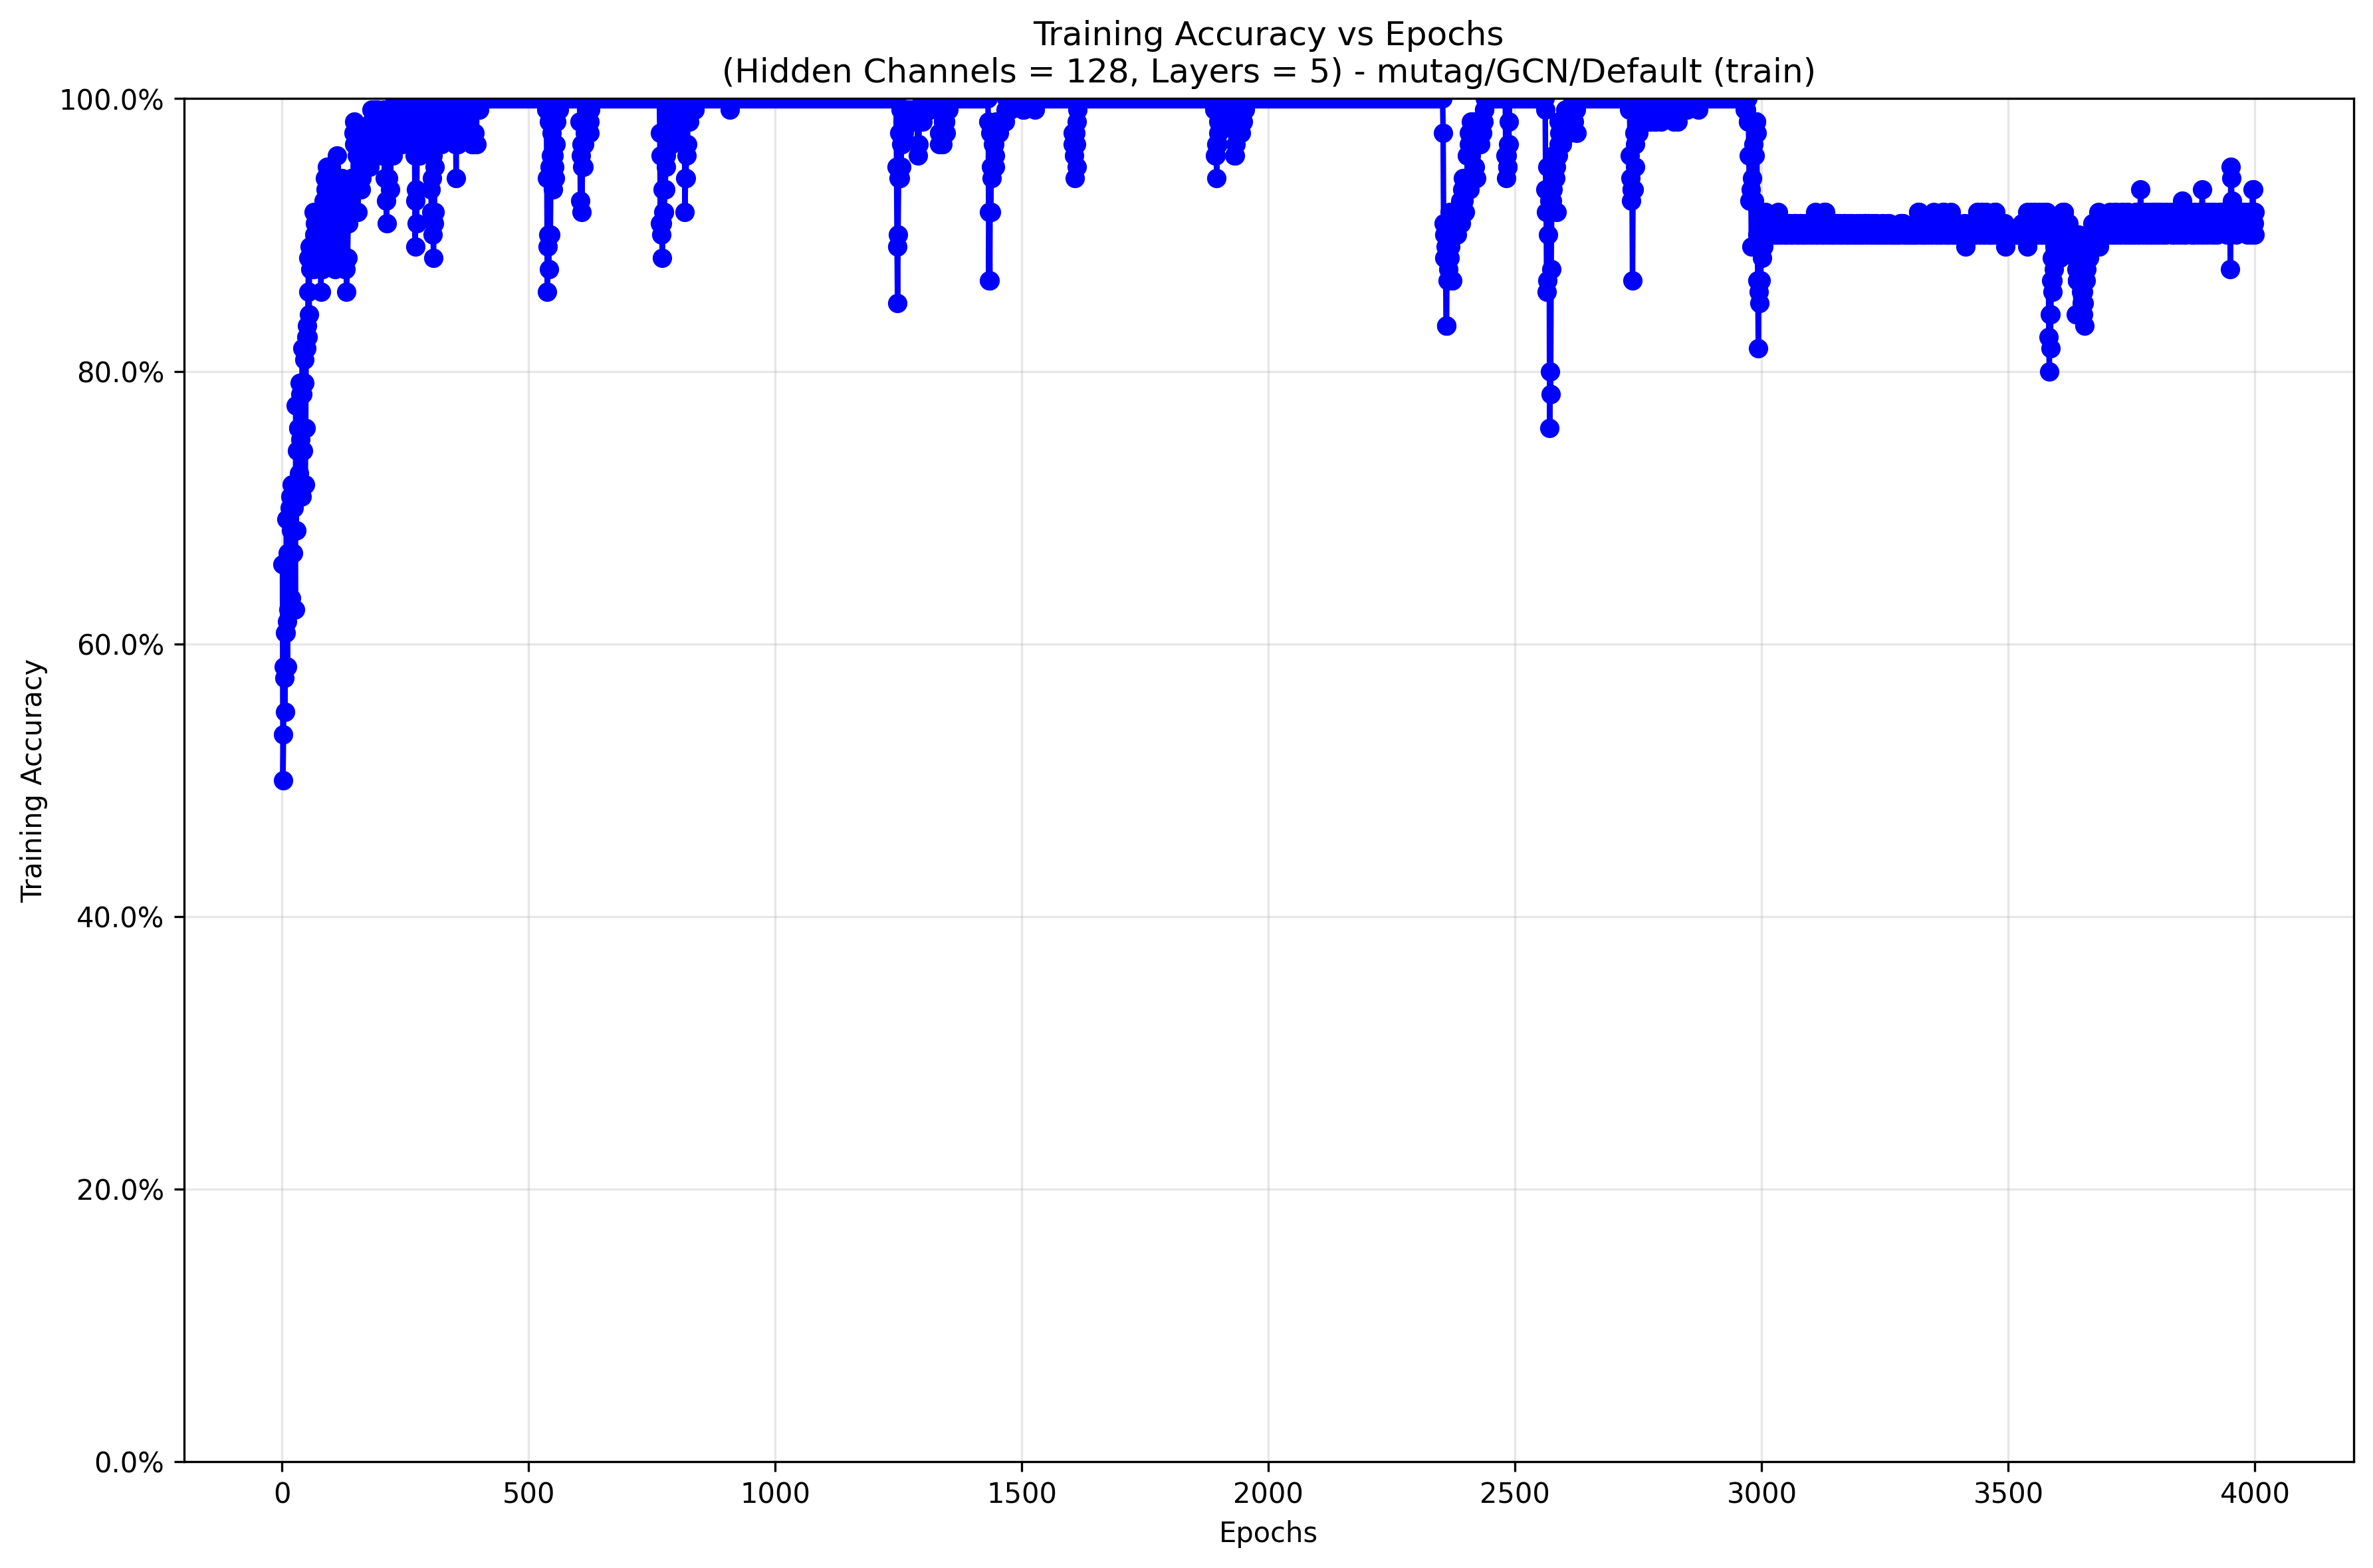 Training Accuracy vs Epochs
(Hidden Channels = 128, Layers = 5) - mutag/GCN/Default (train)
100.0%
80.0%
60.0%
40.0%
20.0%
0.0%
Training Accuracy
0 500 1000 1500 2000 2500 3000 3500 4000
Epochs